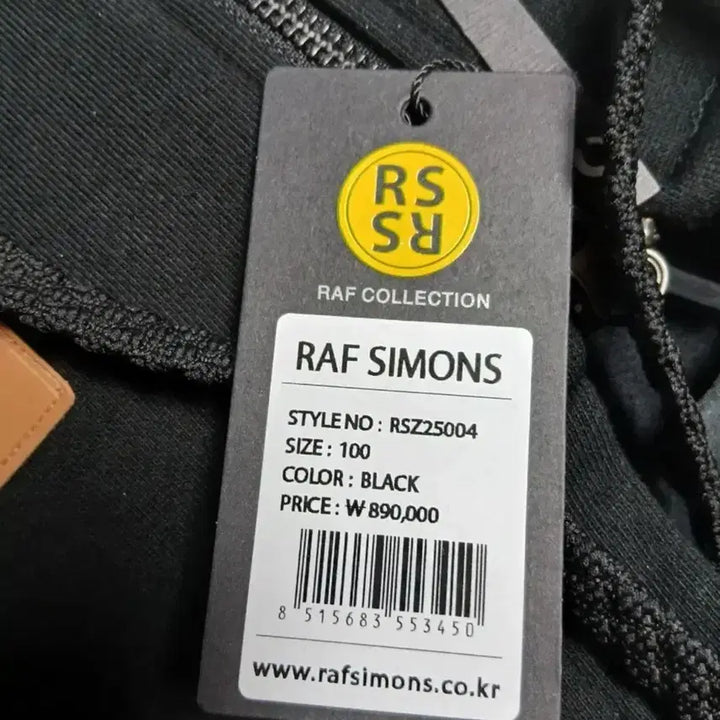 RS
RS
RAF COLLECTION
RAF SIMONS
STYLE NO : RSZ25004
SIZE : 100
COLOR : BLACK
PRICE : ₩ 890,000
8 515683 553450
www.rafsimons.co.kr